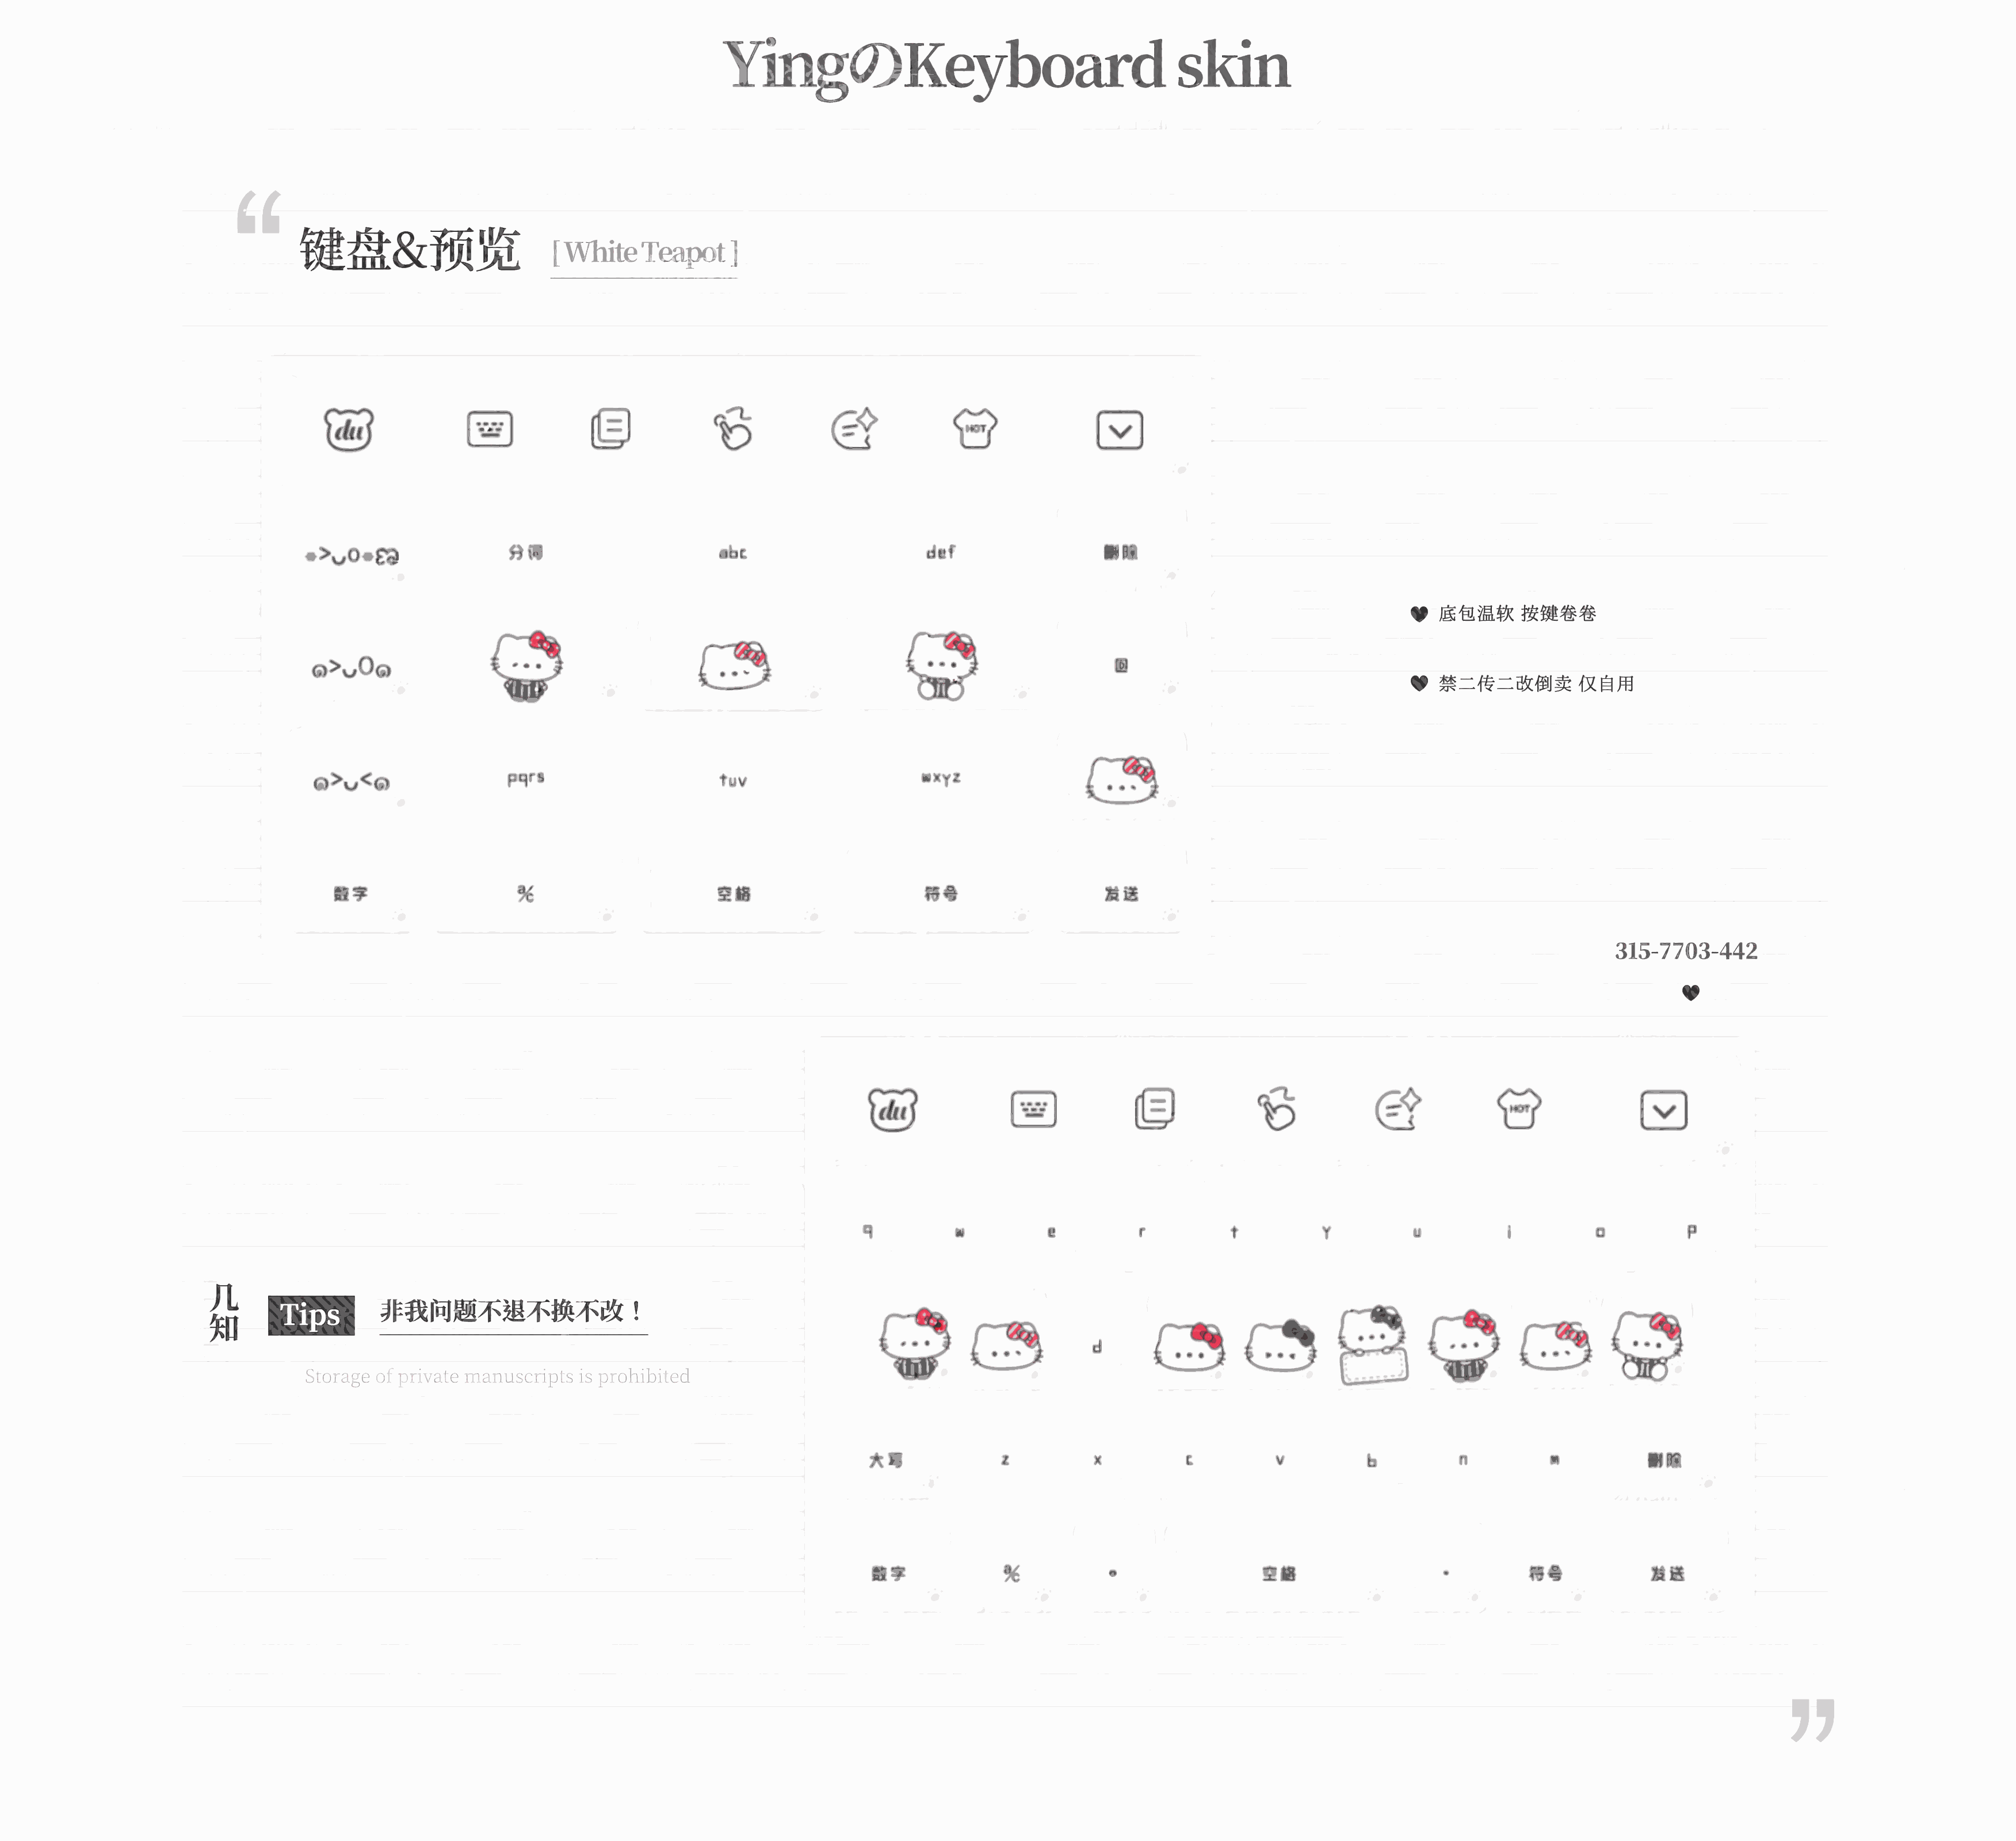 YingのKeyboard skin
键盘&预览 [ White Teapot ]
du HOT
๑>ᴗO๑ 分词 abc def 删除
๑>ᴗO๑ 回
๑>ᴗ<๑ pqrs tuv wxyz
数字 a/c 空格 符号 发送
底包温软 按键卷卷
禁二传二改倒卖 仅自用
315-7703-442
du HOT
q w e r t y u i o p
d
大写 z x c v b n m 删除
数字 a/c 空格 符号 发送
几知 Tips 非我问题不退不换不改！
Storage of private manuscripts is prohibited